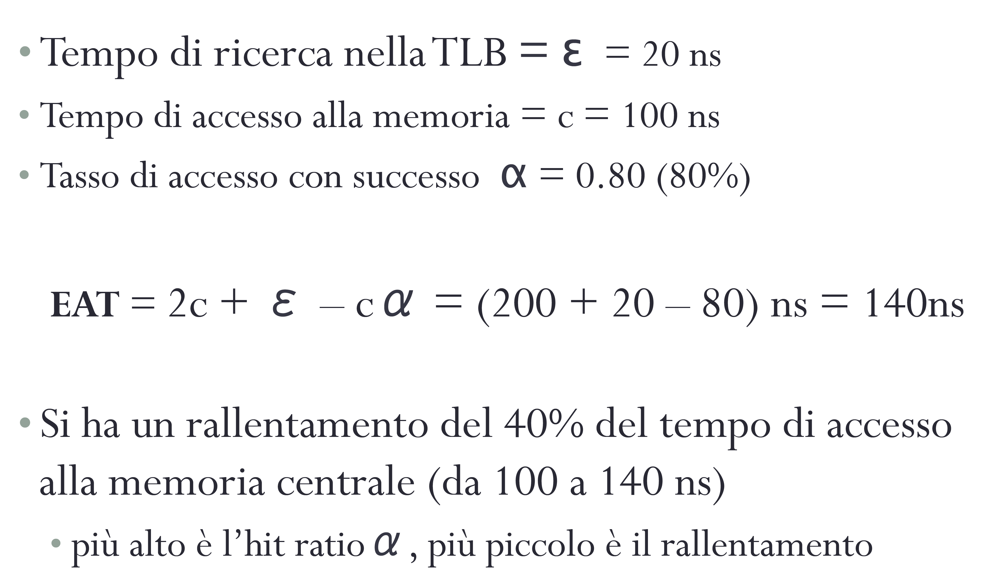 • Tempo di ricerca nella TLB = ε = 20 ns
• Tempo di accesso alla memoria = c = 100 ns
• Tasso di accesso con successo α = 0.80 (80%)
EAT = 2c + ε – c α = (200 + 20 – 80) ns = 140ns
• Si ha un rallentamento del 40% del tempo di accesso
alla memoria centrale (da 100 a 140 ns)
• più alto è l’hit ratio α , più piccolo è il rallentamento